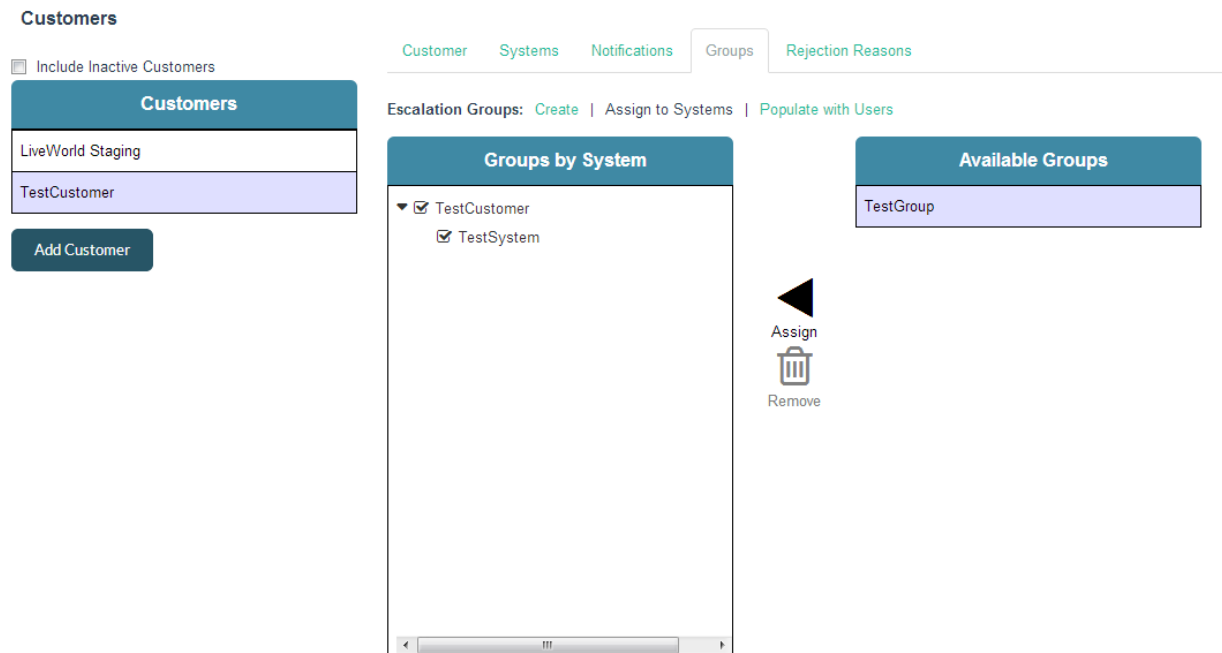 Customers
Include Inactive Customers
Customers
LiveWorld Staging
TestCustomer
Add Customer
Customer Systems Notifications Groups Rejection Reasons
Escalation Groups: Create | Assign to Systems | Populate with Users
Groups by System
TestCustomer
TestSystem
Assign
Remove
Available Groups
TestGroup